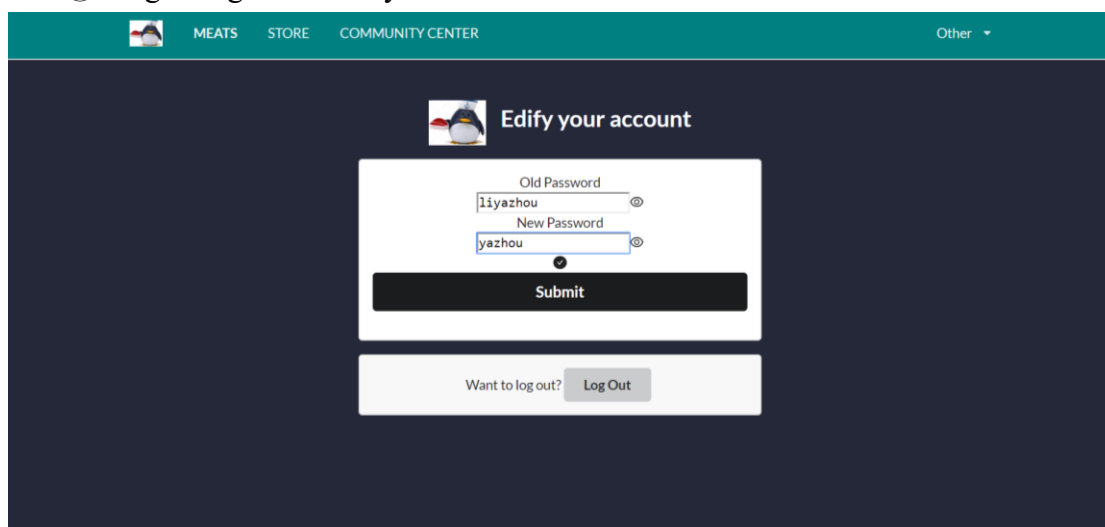 MEATS STORE COMMUNITY CENTER Other
Edify your account
Old Password
liyazhou
New Password
yazhou
Submit
Want to log out? Log Out